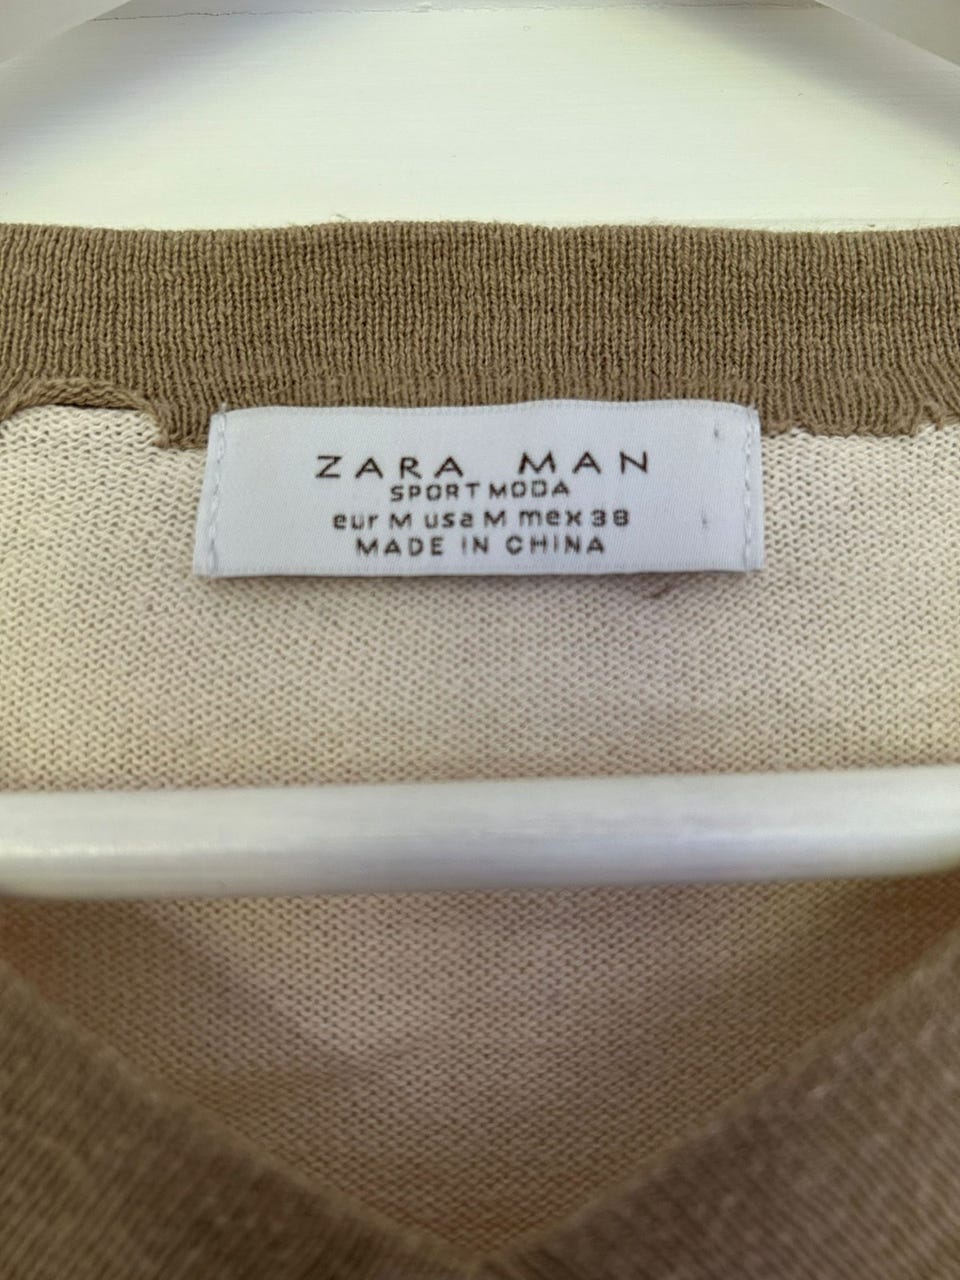 ZARA MAN
SPORT MODA
eur M usa M mex 38
MADE IN CHINA